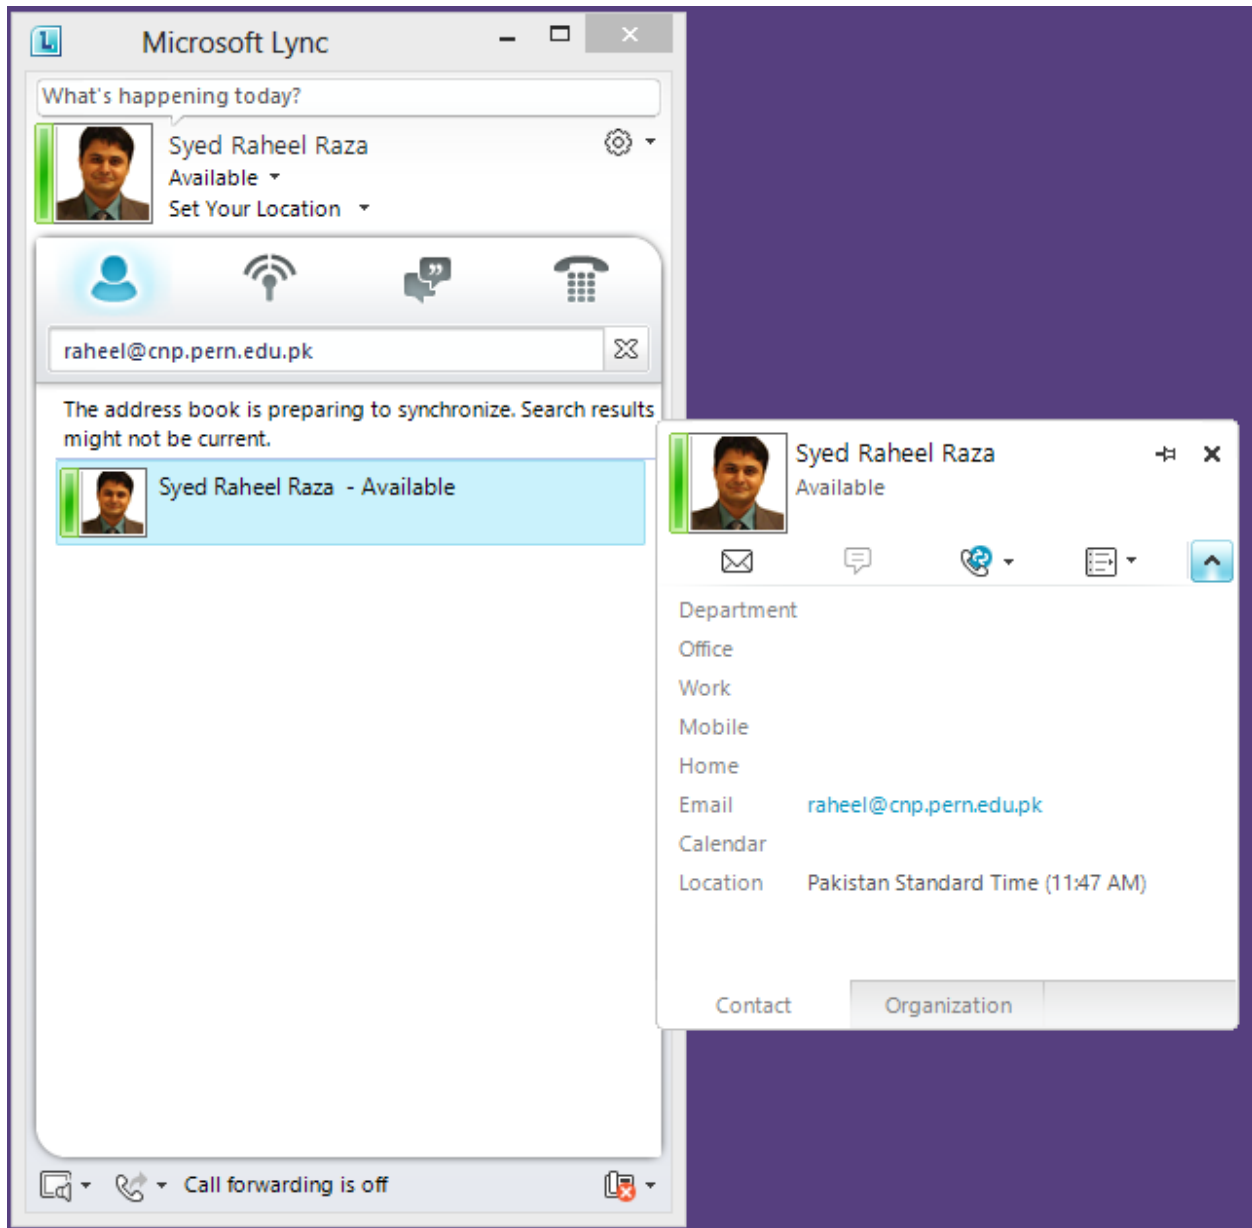 Microsoft Lync
What's happening today?
Syed Raheel Raza
Available
Set Your Location
raheel@cnp.pern.edu.pk
The address book is preparing to synchronize. Search results
might not be current.
Syed Raheel Raza - Available
Syed Raheel Raza
Available
Department
Office
Work
Mobile
Home
Email raheel@cnp.pern.edu.pk
Calendar
Location Pakistan Standard Time (11:47 AM)
Contact Organization
Call forwarding is off